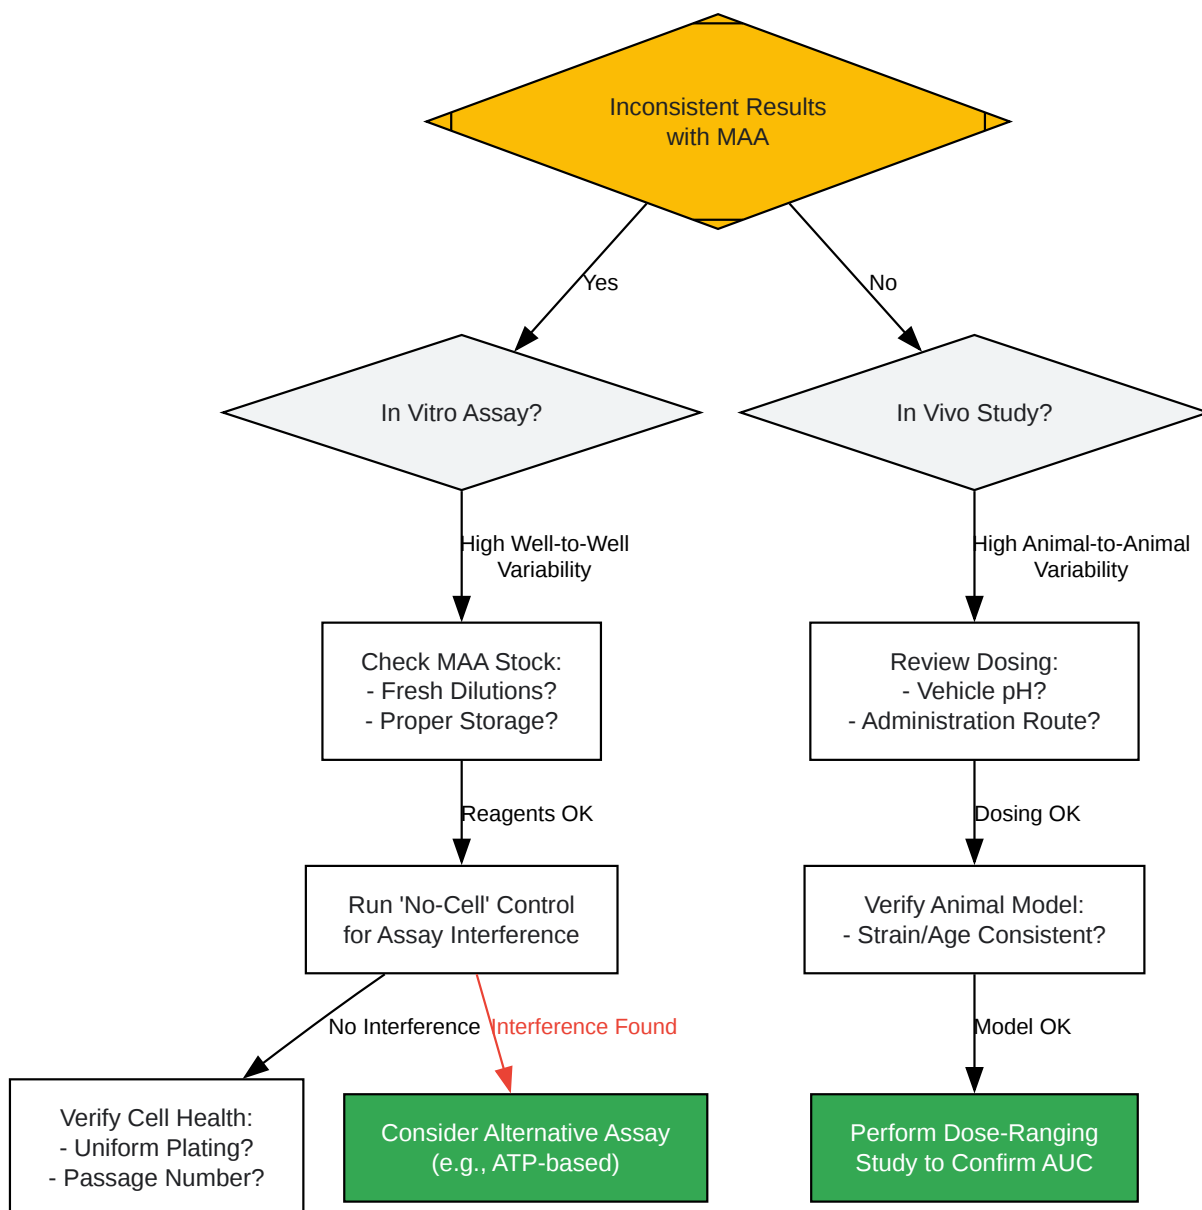 Inconsistent Results
with MAA
Yes
No
In Vitro Assay?
In Vivo Study?
High Well-to-Well
Variability
High Animal-to-Animal
Variability
Check MAA Stock:
- Fresh Dilutions?
- Proper Storage?
Review Dosing:
- Vehicle pH?
- Administration Route?
Reagents OK
Dosing OK
Run 'No-Cell' Control
for Assay Interference
Verify Animal Model:
- Strain/Age Consistent?
No Interference
Interference Found
Model OK
Verify Cell Health:
- Uniform Plating?
- Passage Number?
Consider Alternative Assay
(e.g., ATP-based)
Perform Dose-Ranging
Study to Confirm AUC